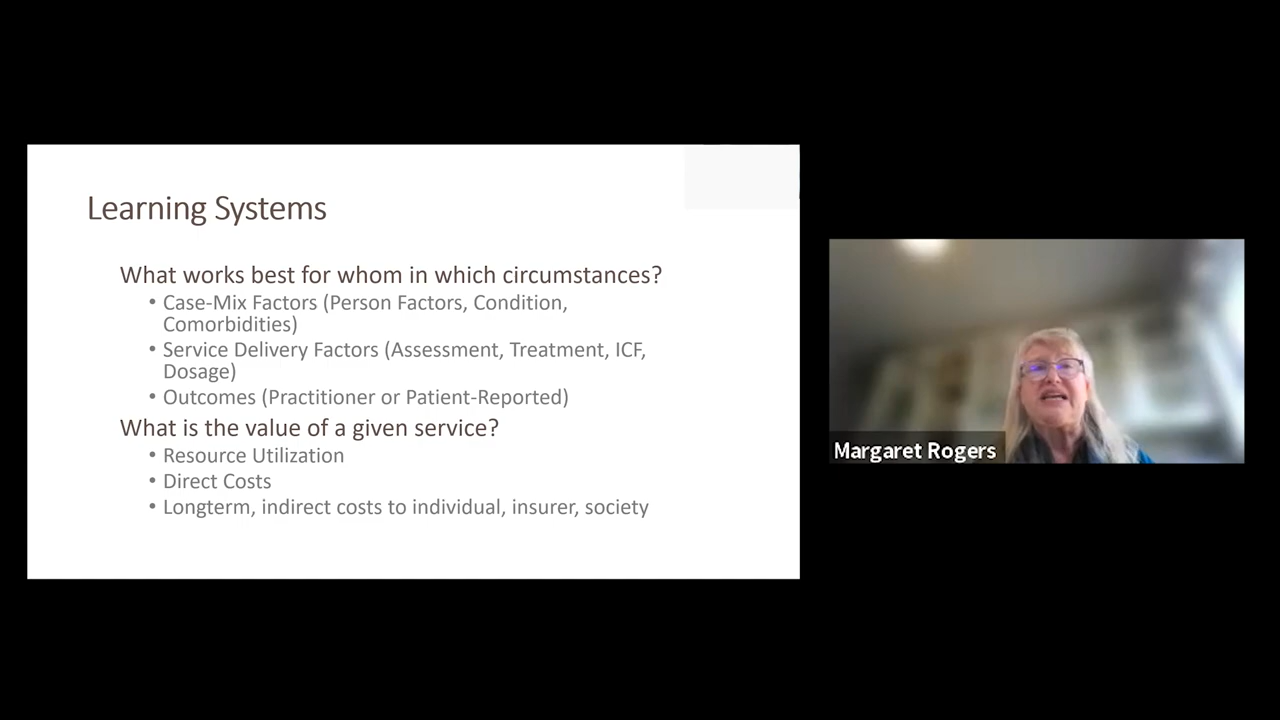 Learning Systems
What works best for whom in which circumstances?
• Case-Mix Factors (Person Factors, Condition,
Comorbidities)
• Service Delivery Factors (Assessment, Treatment, ICF,
Dosage)
• Outcomes (Practitioner or Patient-Reported)
What is the value of a given service?
• Resource Utilization
• Direct Costs
• Longterm, indirect costs to individual, insurer, society
Margaret Rogers